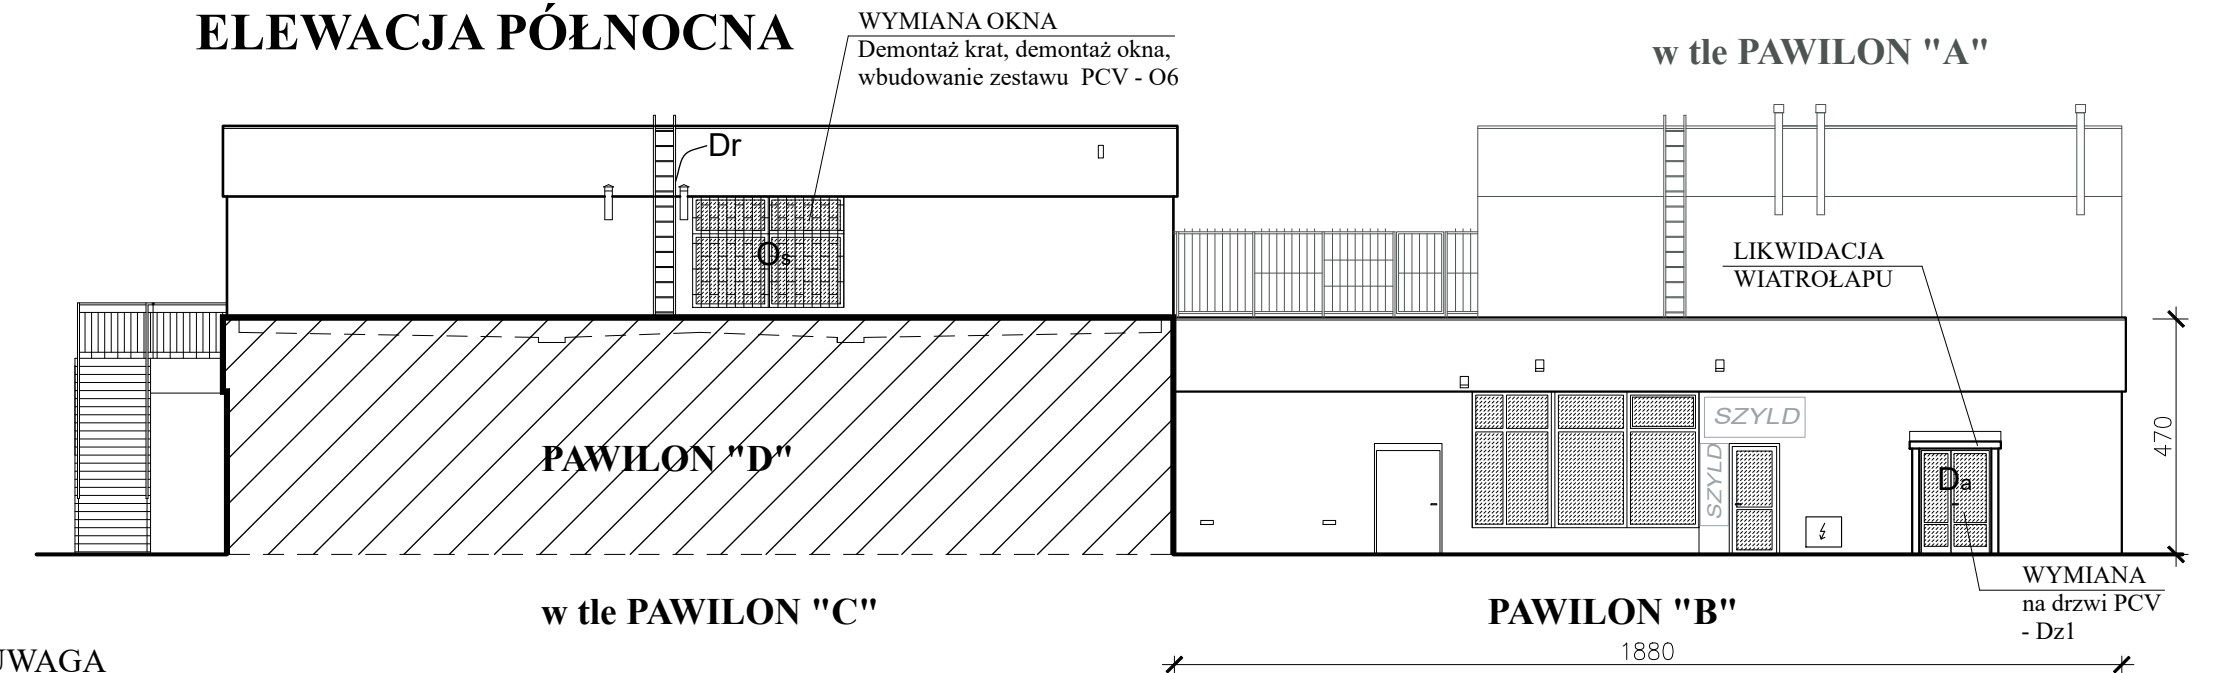 ELEWACJA PÓŁNOCNA
WYMIANA OKNA
Demontaż krat, demontaż okna,
wbudowanie zestawu PCV - O6
w tle PAWILON "A"
Dr
Os
LIKWIDACJA
WIATROŁAPU
SZYLD
SZYLD
PAWILON "D"
Da
470
WYMIANA
na drzwi PCV
- Dz1
w tle PAWILON "C"
PAWILON "B"
1880
UWAGA